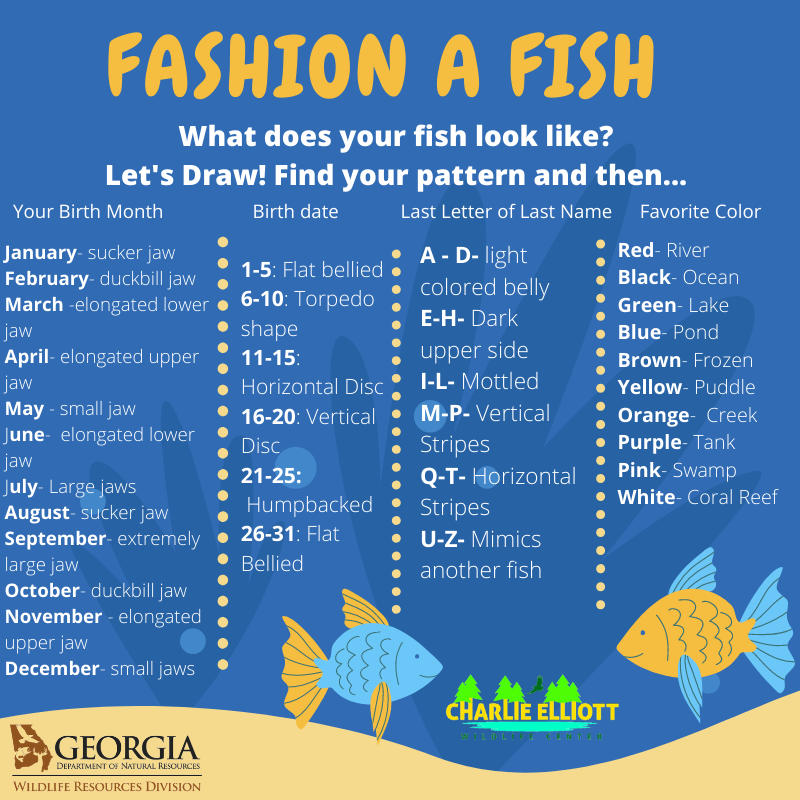 FASHION A FISH
What does your fish look like?
Let's Draw! Find your pattern and then...
Your Birth Month
January- sucker jaw
February- duckbill jaw
March -elongated lower
jaw
April- elongated upper
jaw
May - small jaw
June-  elongated lower
jaw
July- Large jaws
August- sucker jaw
September- extremely
large jaw
October- duckbill jaw
November - elongated
upper jaw
December- small jaws
Birth date
1-5: Flat bellied
6-10: Torpedo
shape
11-15:
Horizontal Disc
16-20: Vertical
Disc
21-25:
Humpbacked
26-31: Flat
Bellied
Last Letter of Last Name
A - D- light
colored belly
E-H- Dark
upper side
I-L- Mottled
M-P- Vertical
Stripes
Q-T- Horizontal
Stripes
U-Z- Mimics
another fish
Favorite Color
Red- River
Black- Ocean
Green- Lake
Blue- Pond
Brown- Frozen
Yellow- Puddle
Orange-  Creek
Purple- Tank
Pink- Swamp
White- Coral Reef
CHARLIE ELLIOTT
WILDLIFE CENTER
GEORGIA
DEPARTMENT OF NATURAL RESOURCES
WILDLIFE RESOURCES DIVISION